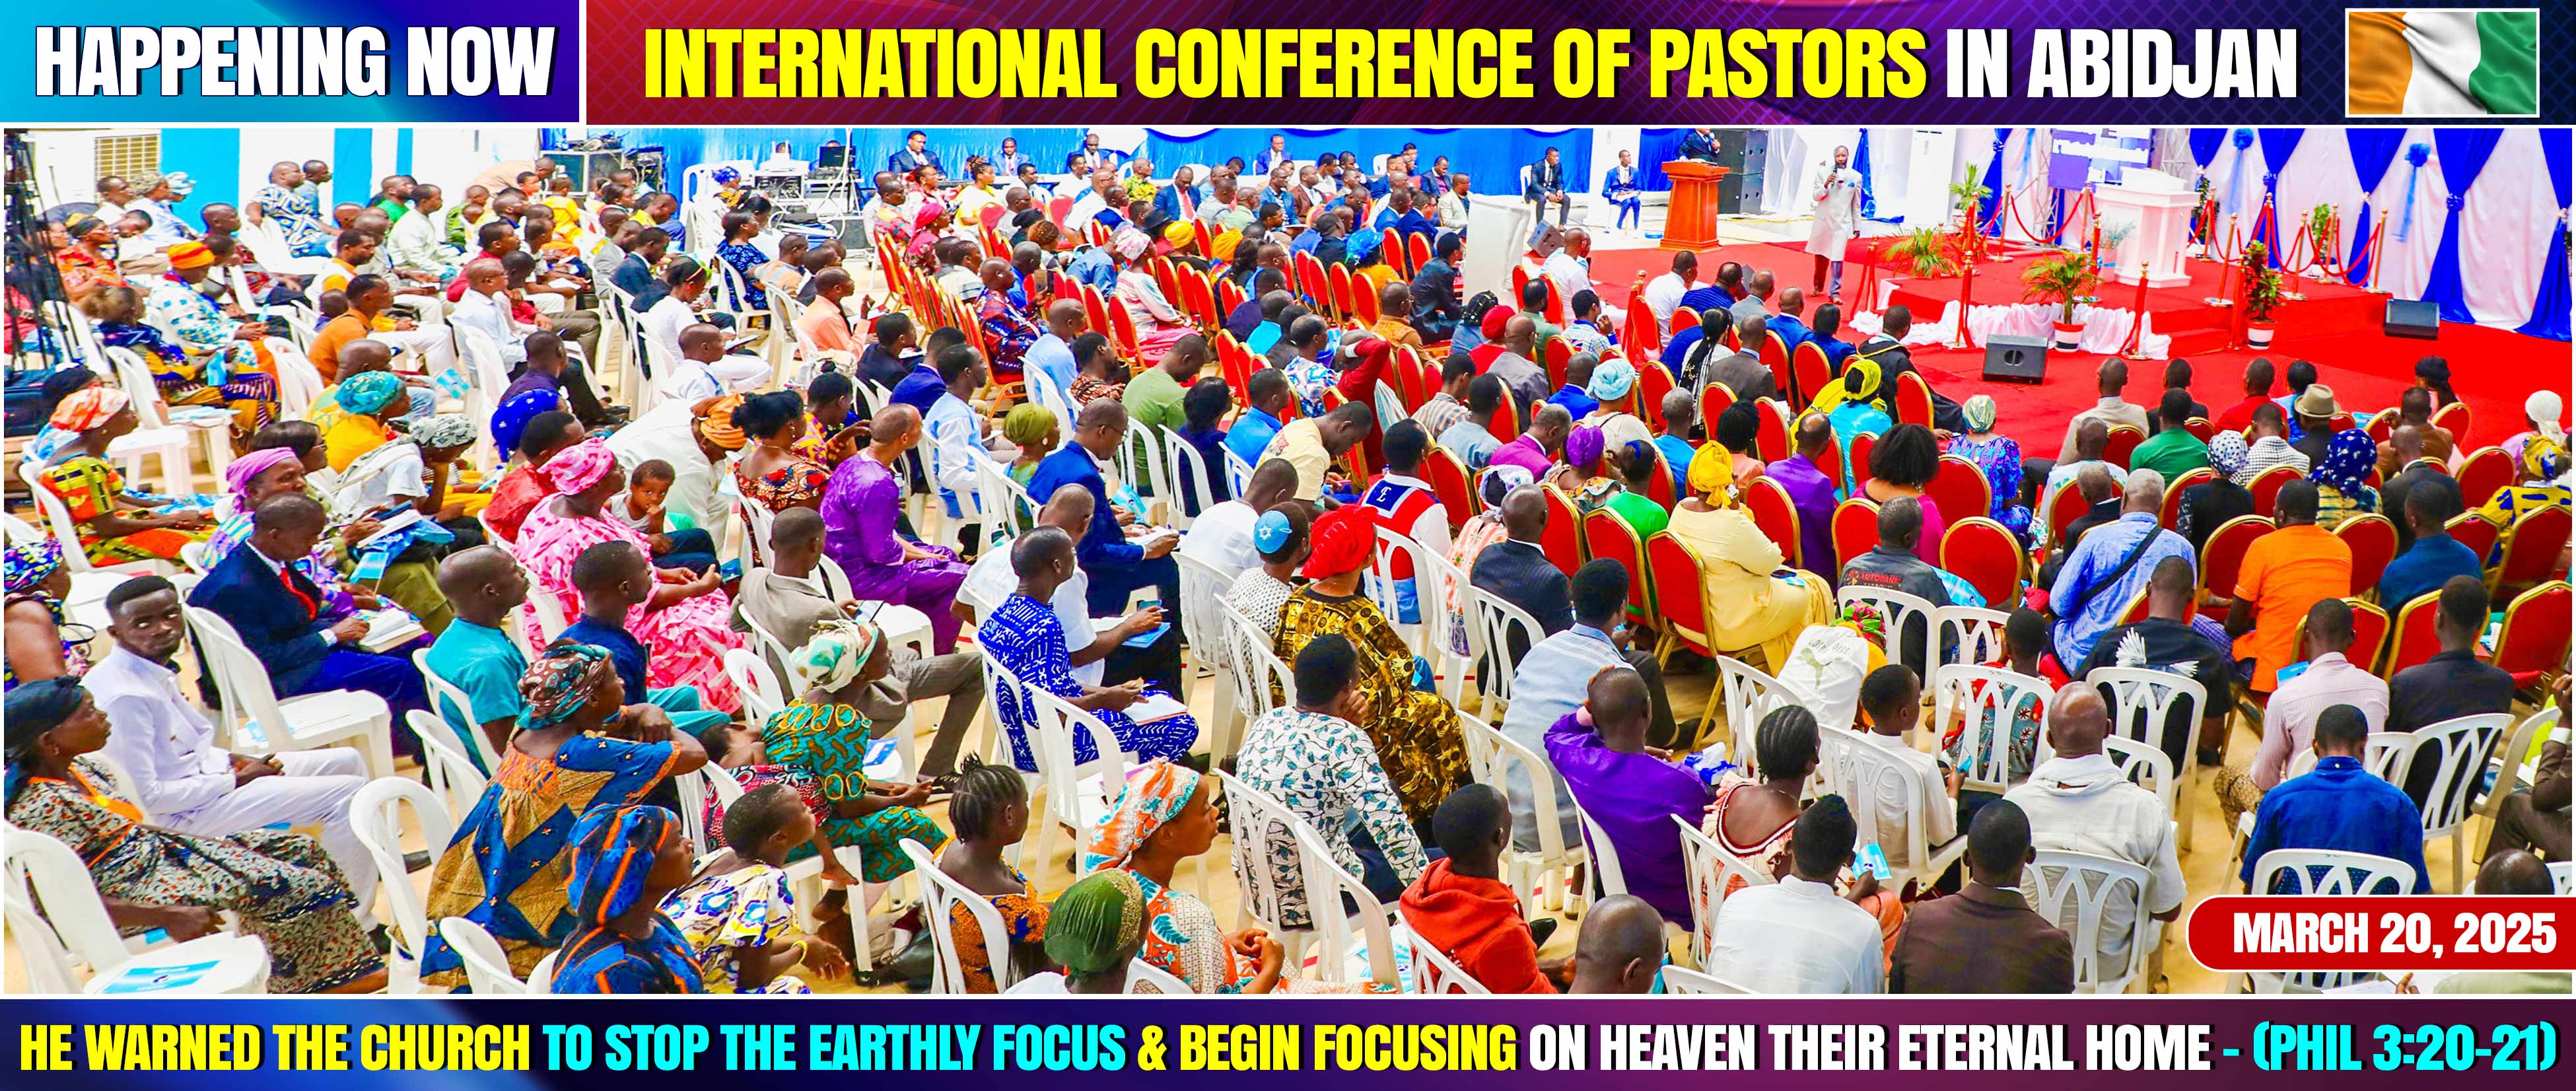 HAPPENING NOW
INTERNATIONAL CONFERENCE OF PASTORS IN ABIDJAN
MARCH 20, 2025
HE WARNED THE CHURCH TO STOP THE EARTHLY FOCUS & BEGIN FOCUSING ON HEAVEN THEIR ETERNAL HOME - (PHIL 3:20-21)